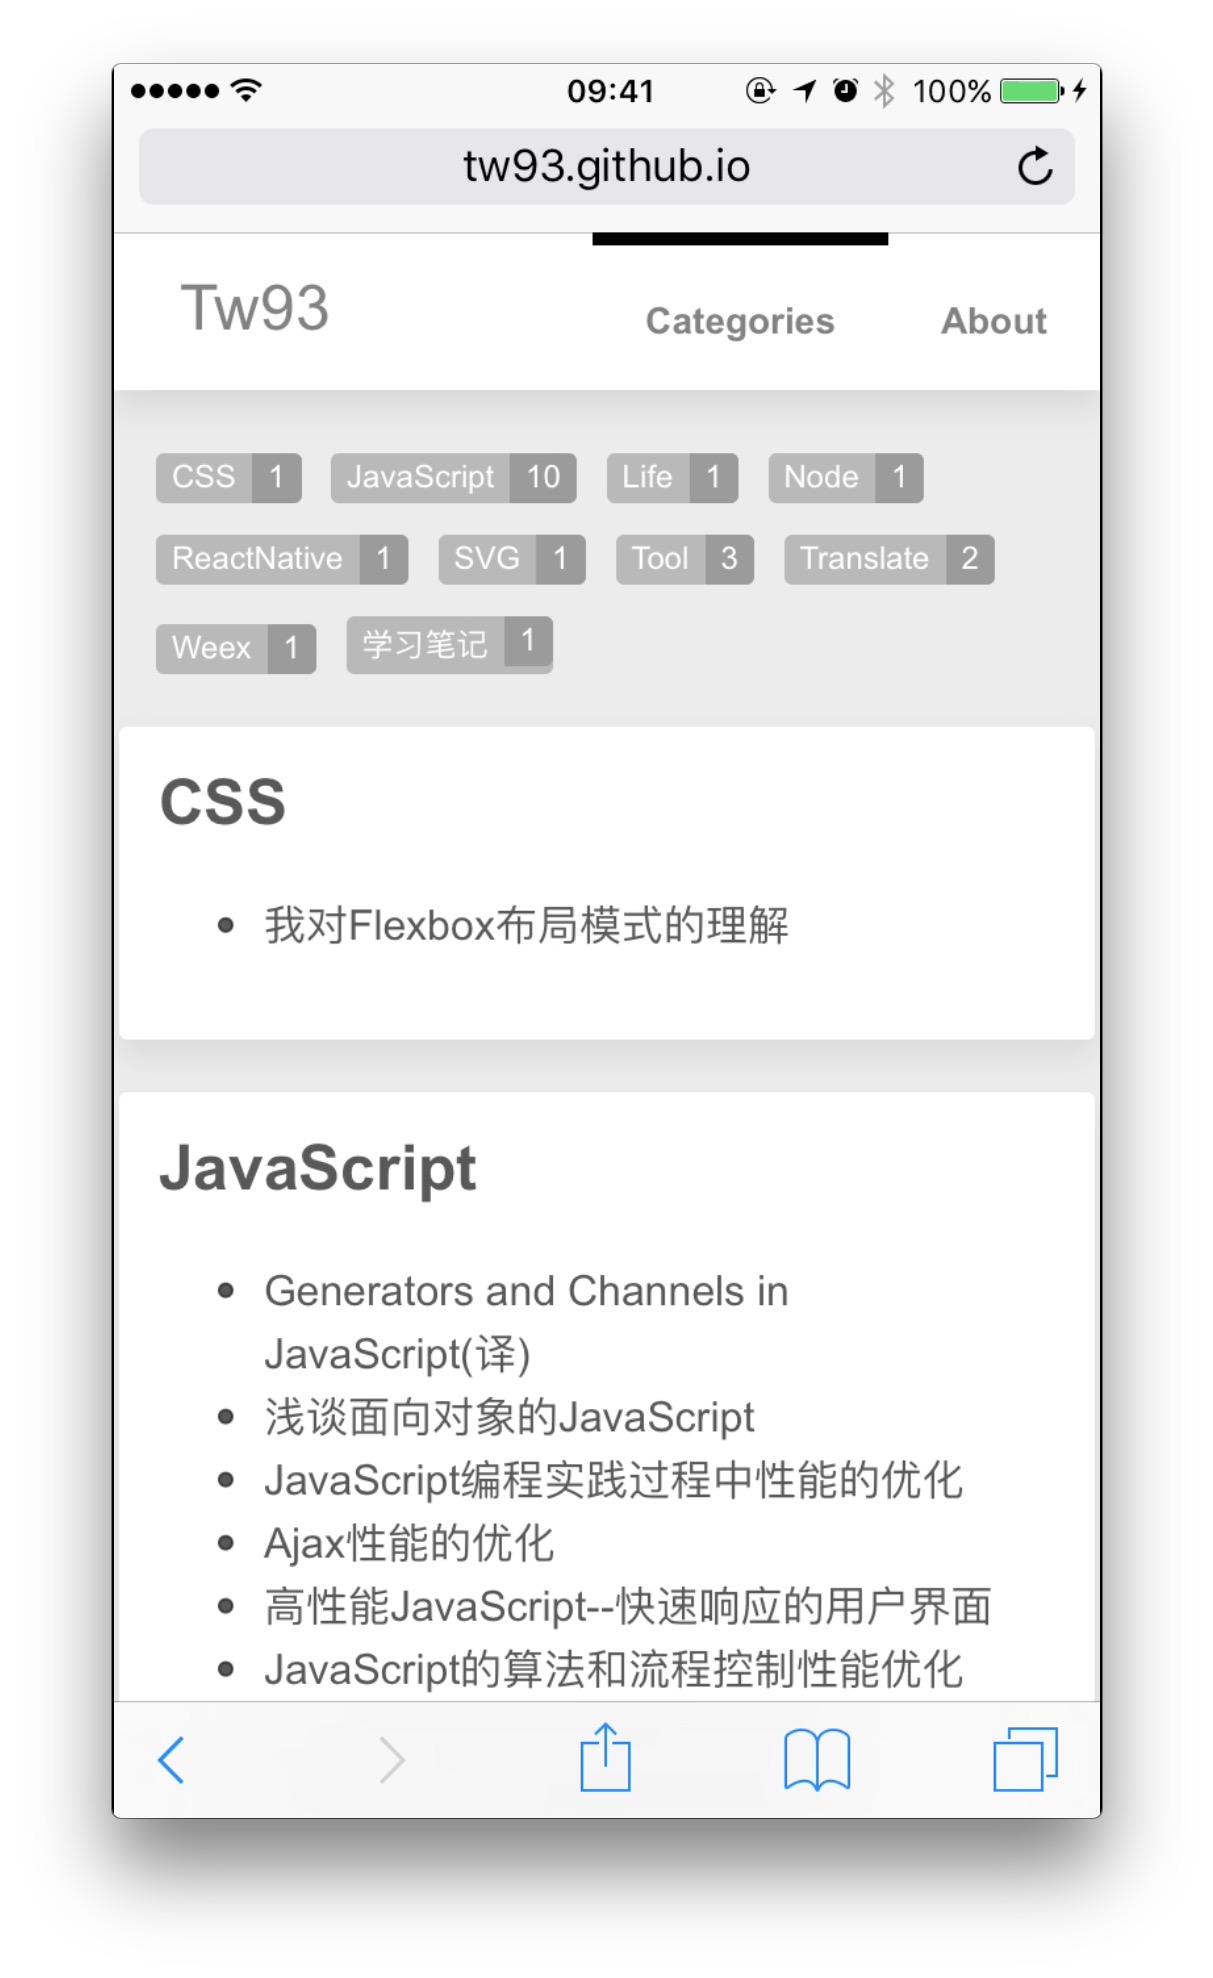 09:41 100%
tw93.github.io
Tw93 Categories About
CSS 1 JavaScript 10 Life 1 Node 1
ReactNative 1 SVG 1 Tool 3 Translate 2
Weex 1 学习笔记 1
CSS
我对Flexbox布局模式的理解
JavaScript
Generators and Channels in
JavaScript(译)
浅谈面向对象的JavaScript
JavaScript编程实践过程中性能的优化
Ajax性能的优化
高性能JavaScript--快速响应的用户界面
JavaScript的算法和流程控制性能优化